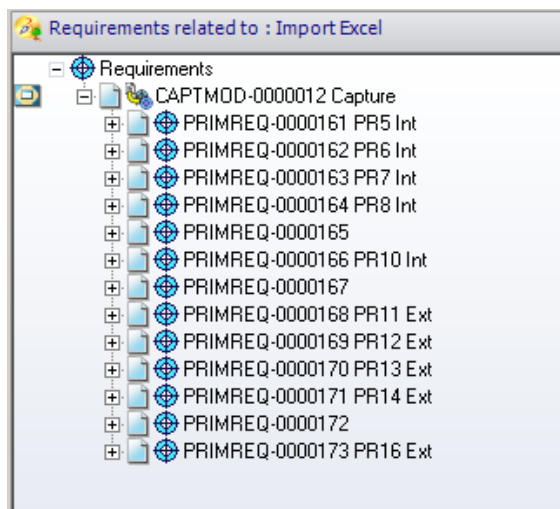 Requirements related to : Import Excel
Requirements
CAPTMOD-0000012 Capture
PRIMREQ-0000161 PR5 Int
PRIMREQ-0000162 PR6 Int
PRIMREQ-0000163 PR7 Int
PRIMREQ-0000164 PR8 Int
PRIMREQ-0000165
PRIMREQ-0000166 PR10 Int
PRIMREQ-0000167
PRIMREQ-0000168 PR11 Ext
PRIMREQ-0000169 PR12 Ext
PRIMREQ-0000170 PR13 Ext
PRIMREQ-0000171 PR14 Ext
PRIMREQ-0000172
PRIMREQ-0000173 PR16 Ext